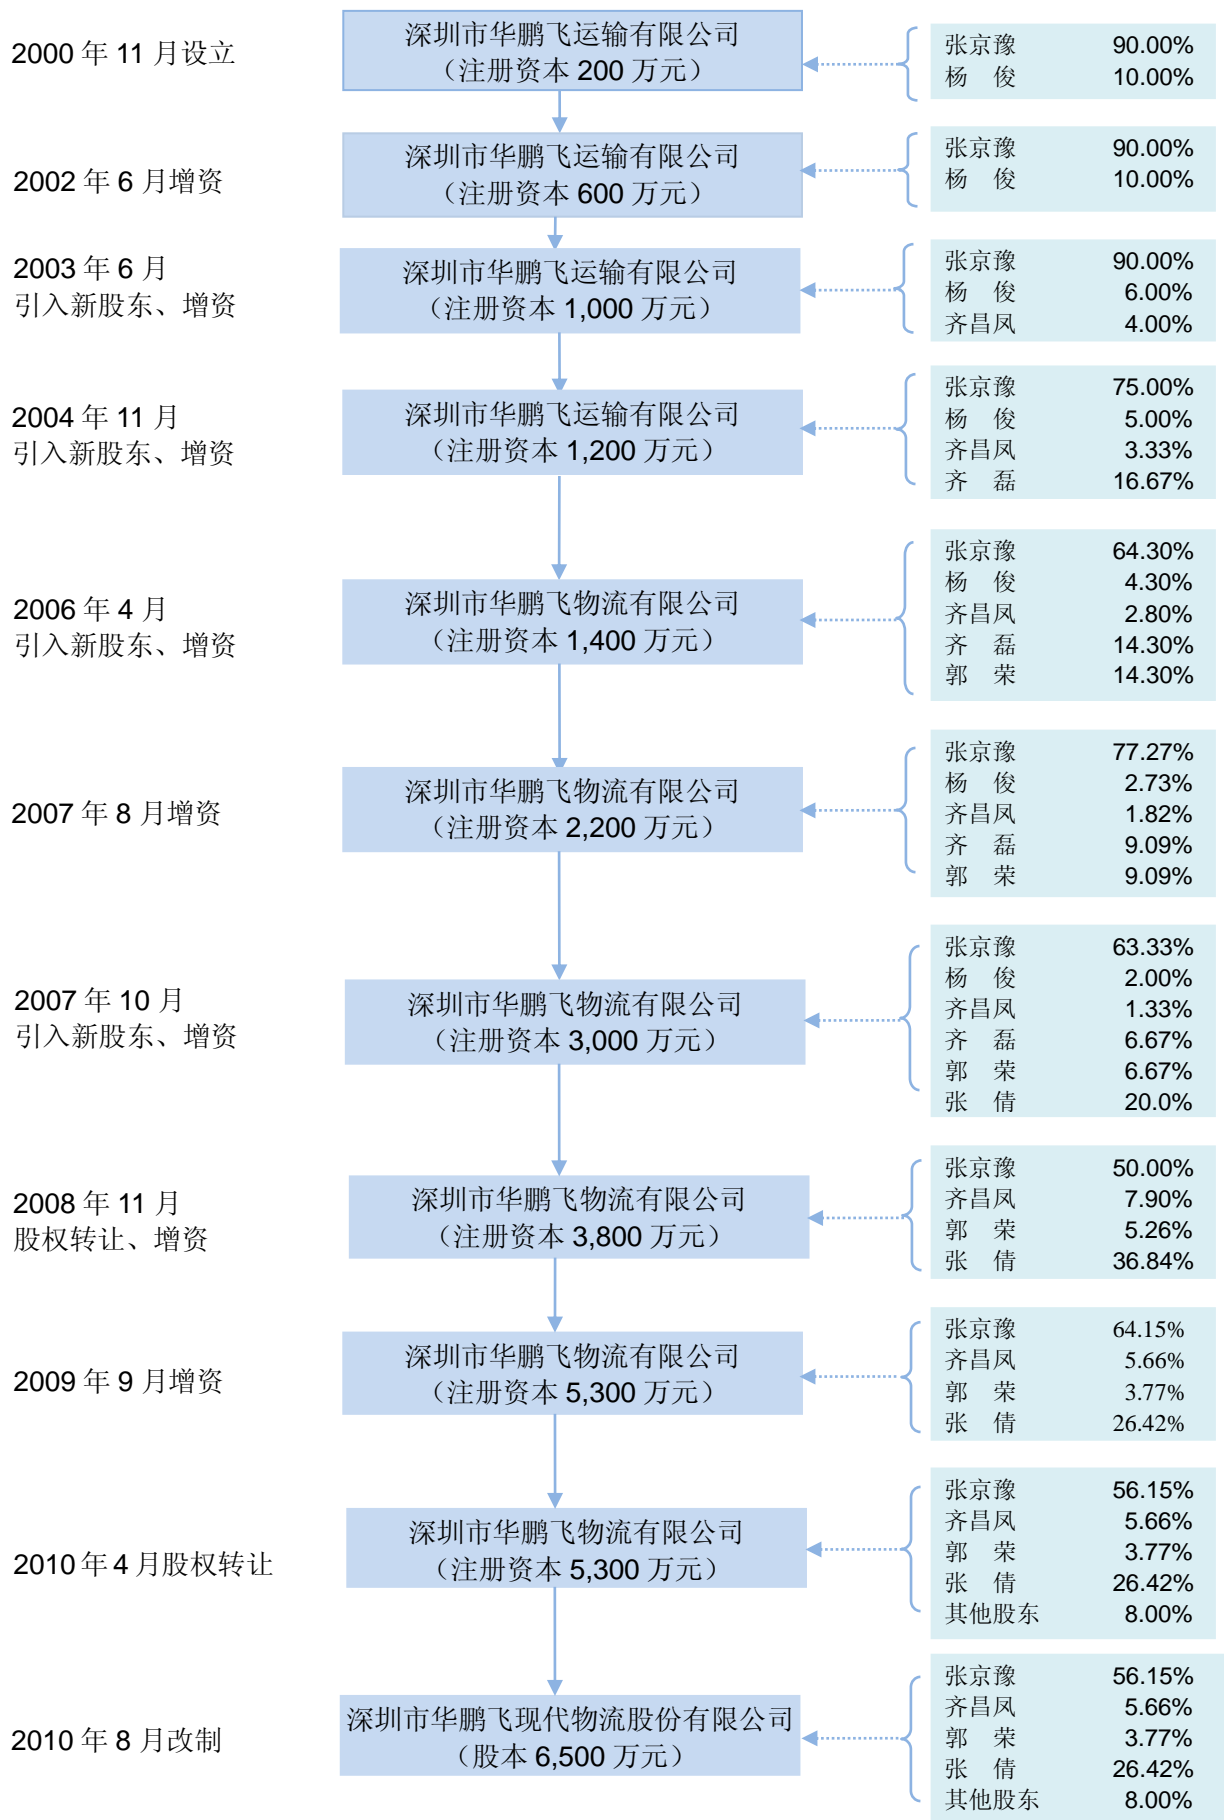 2000 年 11 月设立
深圳市华鹏飞运输有限公司
（注册资本 200 万元）
张京豫 90.00%
杨 俊 10.00%
2002 年 6 月增资
深圳市华鹏飞运输有限公司
（注册资本 600 万元）
张京豫 90.00%
杨 俊 10.00%
2003 年 6 月
引入新股东、增资
深圳市华鹏飞运输有限公司
（注册资本 1,000 万元）
张京豫 90.00%
杨 俊 6.00%
齐昌凤 4.00%
2004 年 11 月
引入新股东、增资
深圳市华鹏飞运输有限公司
（注册资本 1,200 万元）
张京豫 75.00%
杨 俊 5.00%
齐昌凤 3.33%
齐 磊 16.67%
2006 年 4 月
引入新股东、增资
深圳市华鹏飞物流有限公司
（注册资本 1,400 万元）
张京豫 64.30%
杨 俊 4.30%
齐昌凤 2.80%
齐 磊 14.30%
郭 荣 14.30%
2007 年 8 月增资
深圳市华鹏飞物流有限公司
（注册资本 2,200 万元）
张京豫 77.27%
杨 俊 2.73%
齐昌凤 1.82%
齐 磊 9.09%
郭 荣 9.09%
2007 年 10 月
引入新股东、增资
深圳市华鹏飞物流有限公司
（注册资本 3,000 万元）
张京豫 63.33%
杨 俊 2.00%
齐昌凤 1.33%
齐 磊 6.67%
郭 荣 6.67%
张 倩 20.0%
2008 年 11 月
股权转让、增资
深圳市华鹏飞物流有限公司
（注册资本 3,800 万元）
张京豫 50.00%
齐昌凤 7.90%
郭 荣 5.26%
张 倩 36.84%
2009 年 9 月增资
深圳市华鹏飞物流有限公司
（注册资本 5,300 万元）
张京豫 64.15%
齐昌凤 5.66%
郭 荣 3.77%
张 倩 26.42%
2010 年 4 月股权转让
深圳市华鹏飞物流有限公司
（注册资本 5,300 万元）
张京豫 56.15%
齐昌凤 5.66%
郭 荣 3.77%
张 倩 26.42%
其他股东 8.00%
2010 年 8 月改制
深圳市华鹏飞现代物流股份有限公司
（股本 6,500 万元）
张京豫 56.15%
齐昌凤 5.66%
郭 荣 3.77%
张 倩 26.42%
其他股东 8.00%